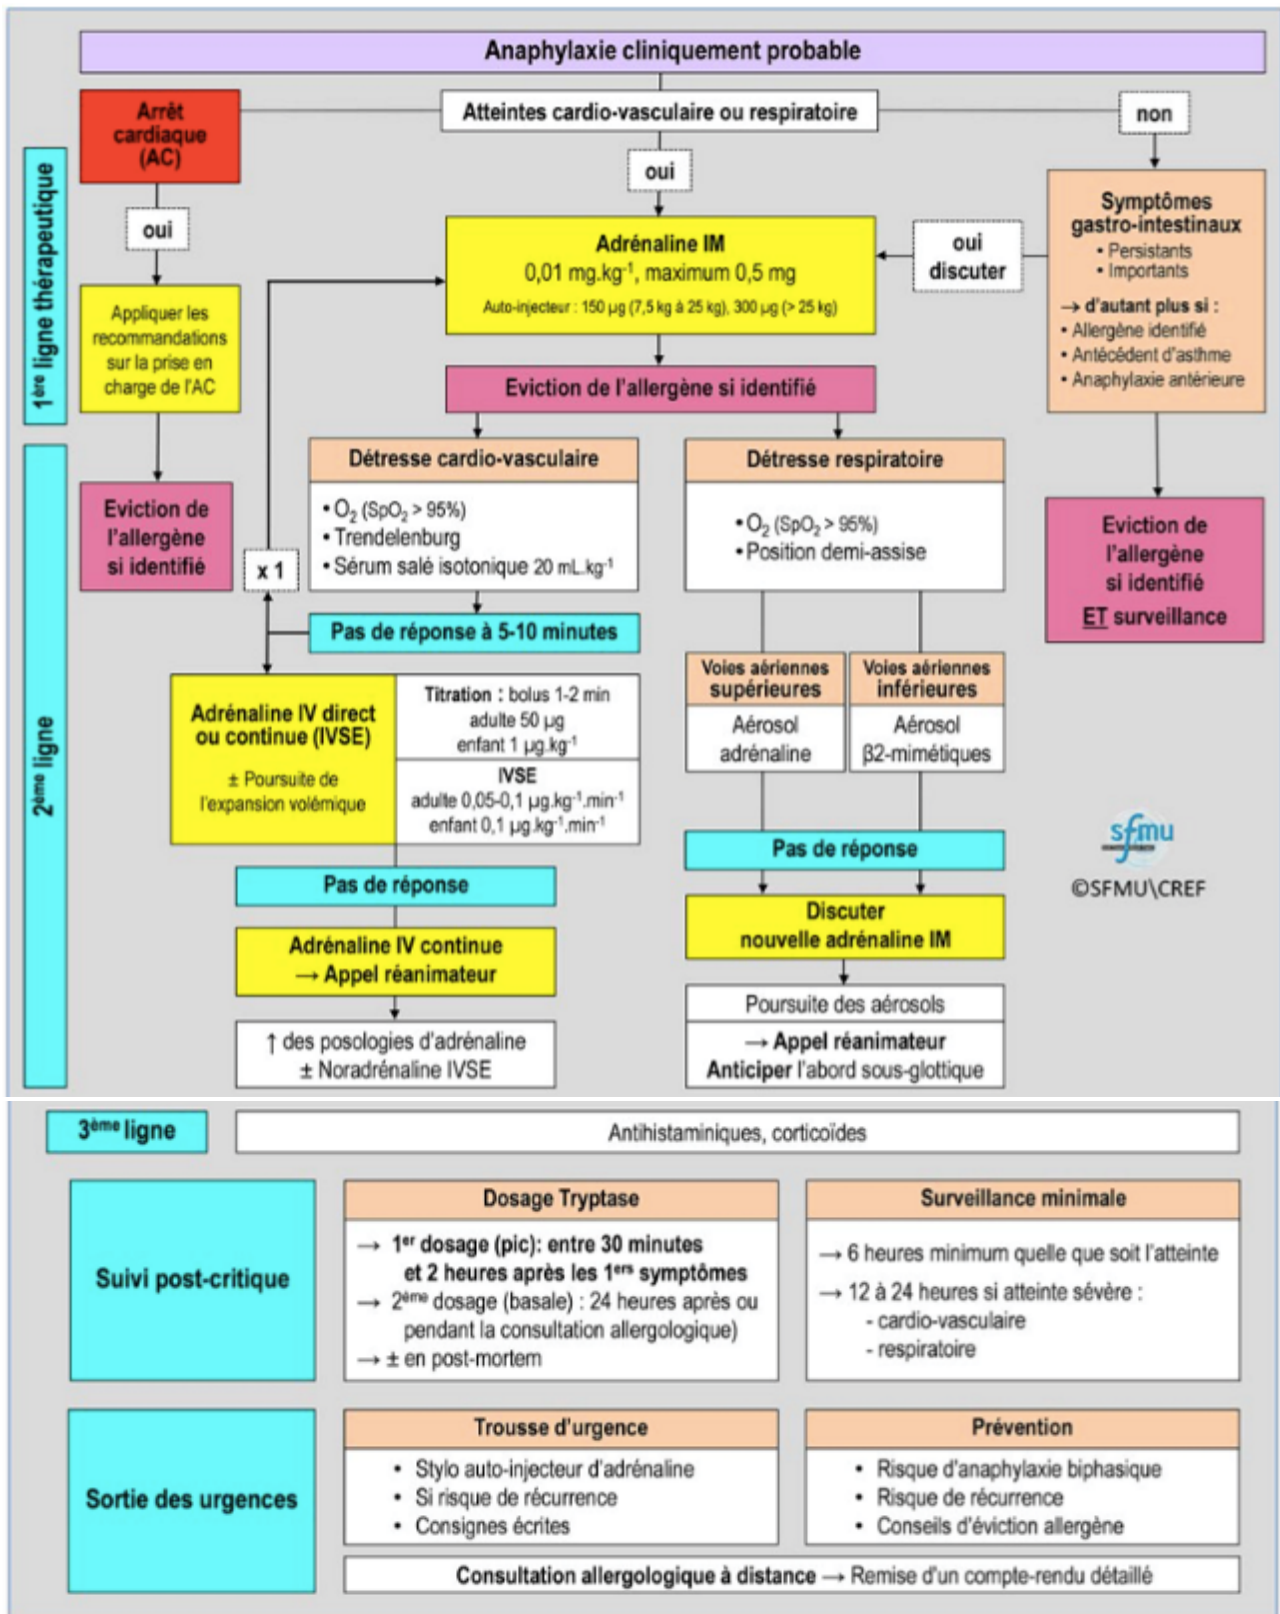 Anaphylaxie cliniquement probable
Arrêt
cardiaque
(AC)
Atteintes cardio-vasculaire ou respiratoire
non
1ère ligne thérapeutique
oui
oui
Appliquer les
recommandations
sur la prise en
charge de l'AC
Adrénaline IM
0,01 mg.kg⁻¹, maximum 0,5 mg
Auto-injecteur : 150 µg (7,5 kg à 25 kg), 300 µg (> 25 kg)
oui
discuter
Symptômes
gastro-intestinaux
• Persistants
• Importants
→ d'autant plus si :
• Allergène identifié
• Antécédent d'asthme
• Anaphylaxie antérieure
Eviction de l'allergène si identifié
2ème ligne
Eviction de
l'allergène
si identifié
x 1
Détresse cardio-vasculaire
• O₂ (SpO₂ > 95%)
• Trendelenburg
• Sérum salé isotonique 20 mL.kg⁻¹
Pas de réponse à 5-10 minutes
Détresse respiratoire
• O₂ (SpO₂ > 95%)
• Position demi-assise
Eviction de
l'allergène
si identifié
ET surveillance
Adrénaline IV direct
ou continue (IVSE)
± Poursuite de
l'expansion volémique
Titration : bolus 1-2 min
adulte 50 µg
enfant 1 µg.kg⁻¹
IVSE
adulte 0,05-0,1 µg.kg⁻¹.min⁻¹
enfant 0,1 µg.kg⁻¹.min⁻¹
Voies aériennes
supérieures
Aérosol
adrénaline
Voies aériennes
inférieures
Aérosol
β2-mimétiques
Pas de réponse
Adrénaline IV continue
→ Appel réanimateur
↑ des posologies d'adrénaline
± Noradrénaline IVSE
Pas de réponse
Discuter
nouvelle adrénaline IM
Poursuite des aérosols
→ Appel réanimateur
Anticiper l'abord sous-glottique
sfmu
©SFMU\CREF
3ème ligne
Antihistaminiques, corticoïdes
Suivi post-critique
Dosage Tryptase
→ 1er dosage (pic): entre 30 minutes
et 2 heures après les 1ers symptômes
→ 2ème dosage (basale) : 24 heures après ou
pendant la consultation allergologique)
→ ± en post-mortem
Surveillance minimale
→ 6 heures minimum quelle que soit l'atteinte
→ 12 à 24 heures si atteinte sévère :
- cardio-vasculaire
- respiratoire
Sortie des urgences
Trousse d'urgence
• Stylo auto-injecteur d'adrénaline
• Si risque de récurrence
• Consignes écrites
Prévention
• Risque d'anaphylaxie biphasique
• Risque de récurrence
• Conseils d'éviction allergène
Consultation allergologique à distance → Remise d'un compte-rendu détaillé